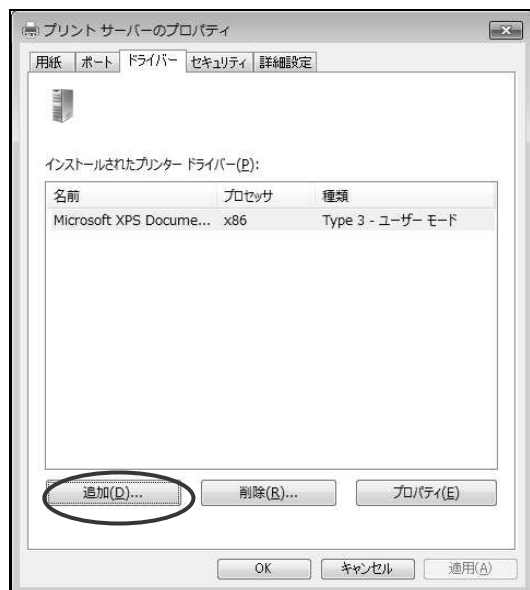 プリント サーバーのプロパティ
用紙 ポート ドライバー セキュリティ 詳細設定
インストールされたプリンター ドライバー(P):
名前 プロセッサ 種類
Microsoft XPS Docume... x86 Type 3 - ユーザー モード
追加(D)... 削除(R)... プロパティ(E)
OK キャンセル 適用(A)